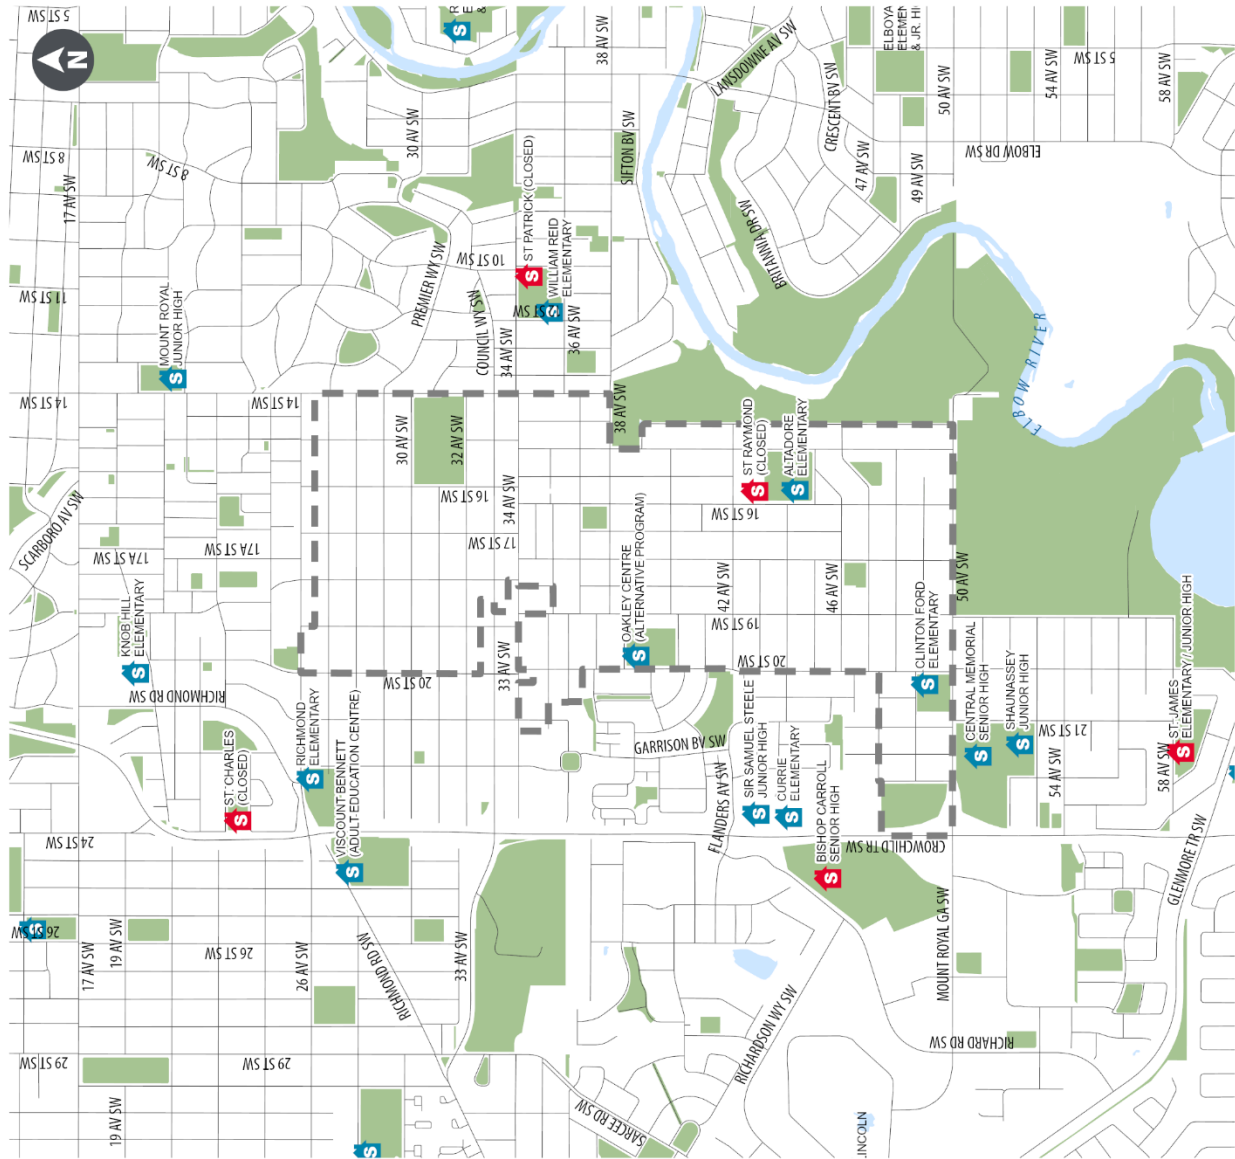 N
5 ST SW
R
E
&
38 AV SW
LANSDOWNE AV SW
ELBOYA
ELEMEN
& JR. HI
5 ST SW
58 AV SW
54 AV SW
50 AV SW
CRESCENT BV SW
8 ST SW
8 ST SW
17 AV SW
30 AV SW
SIFTON BV SW
47 AV SW
49 AV SW
ELBOW DR SW
BRITANNIA DR SW
11 ST SW
10 ST SW
ST PATRICK (CLOSED)
WILLIAM REID
ELEMENTARY
PREMIER WY SW
COUNCIL WY SW
34 AV SW
36 AV SW
MOUNT ROYAL
JUNIOR HIGH
ELBOW RIVER
14 ST SW
14 ST SW
38 AV SW
30 AV SW
32 AV SW
16 ST SW
34 AV SW
17 ST SW
ST RAYMOND
(CLOSED)
ALTADORE
ELEMENTARY
16 ST SW
SCARBORO AV SW
17A ST SW
17A ST SW
OAKLEY CENTRE
(ALTERNATIVE PROGRAM)
42 AV SW
46 AV SW
50 AV SW
KNOB HILL
ELEMENTARY
19 ST SW
CLINTON FORD
ELEMENTARY
RICHMOND RD SW
20 ST SW
33 AV SW
20 ST SW
CENTRAL MEMORIAL
SENIOR HIGH
SHAUNASSEY
JUNIOR HIGH
21 ST SW
ST. JAMES
ELEMENTARY/JUNIOR HIGH
ST. CHARLES
(CLOSED)
RICHMOND
ELEMENTARY
GARRISON BV SW
SIR SAMUEL STEELE
JUNIOR HIGH
CURRIE
ELEMENTARY
54 AV SW
58 AV SW
24 ST SW
VISCOUNT-BENNETT
(ADULT-EDUCATION CENTRE)
FLANDERS AV SW
BISHOP CARROLL
SENIOR HIGH
CROWCHILD TR SW
GLENMORE TR SW
26 ST SW
17 AV SW
19 AV SW
26 ST SW
26 AV SW
RICHMOND RD SW
33 AV SW
MOUNT ROYAL GA SW
RICHARDSON WY SW
RICHARD RD SW
29 ST SW
29 ST SW
19 AV SW
SARCEE RD SW
INCOLN